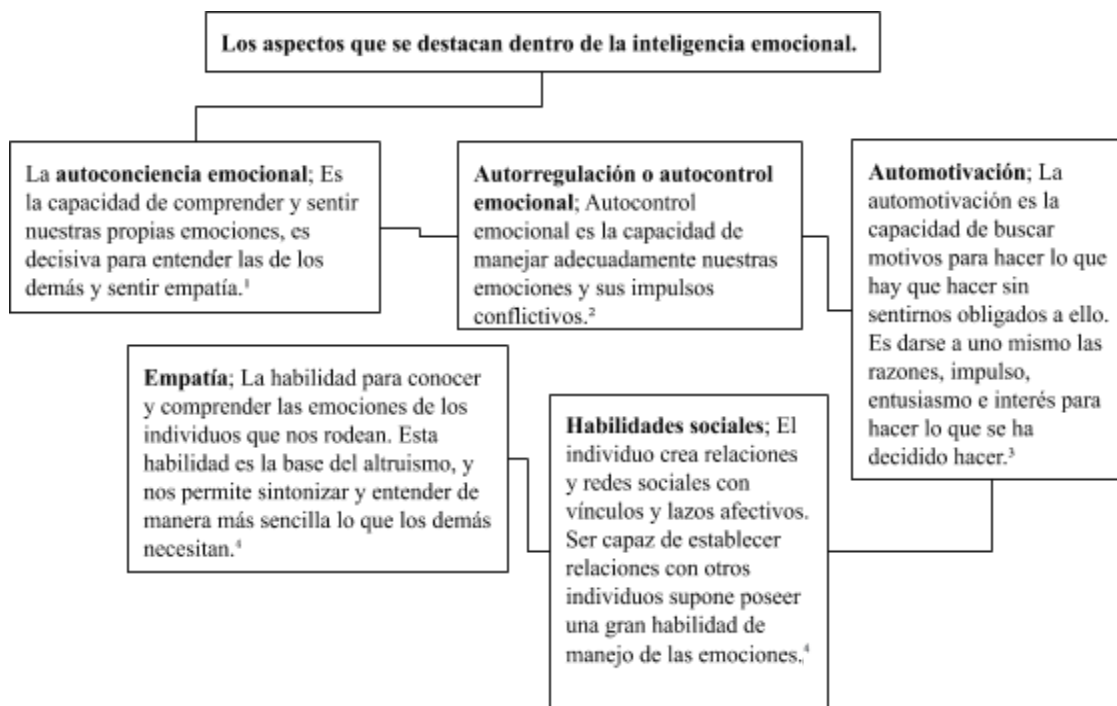 Los aspectos que se destacan dentro de la inteligencia emocional.
La autoconciencia emocional; Es
la capacidad de comprender y sentir
nuestras propias emociones, es
decisiva para entender las de los
demás y sentir empatía.¹
Autorregulación o autocontrol
emocional; Autocontrol
emocional es la capacidad de
manejar adecuadamente nuestras
emociones y sus impulsos
conflictivos.²
Automotivación; La
automotivación es la
capacidad de buscar
motivos para hacer lo que
hay que hacer sin
sentirnos obligados a ello.
Es darse a uno mismo las
razones, impulso,
entusiasmo e interés para
hacer lo que se ha
decidido hacer.³
Habilidades sociales; El
individuo crea relaciones
y redes sociales con
vínculos y lazos afectivos.
Ser capaz de establecer
relaciones con otros
individuos supone poseer
una gran habilidad de
manejo de las emociones.⁴
Empatía; La habilidad para conocer
y comprender las emociones de los
individuos que nos rodean. Esta
habilidad es la base del altruismo, y
nos permite sintonizar y entender de
manera más sencilla lo que los demás
necesitan.⁴